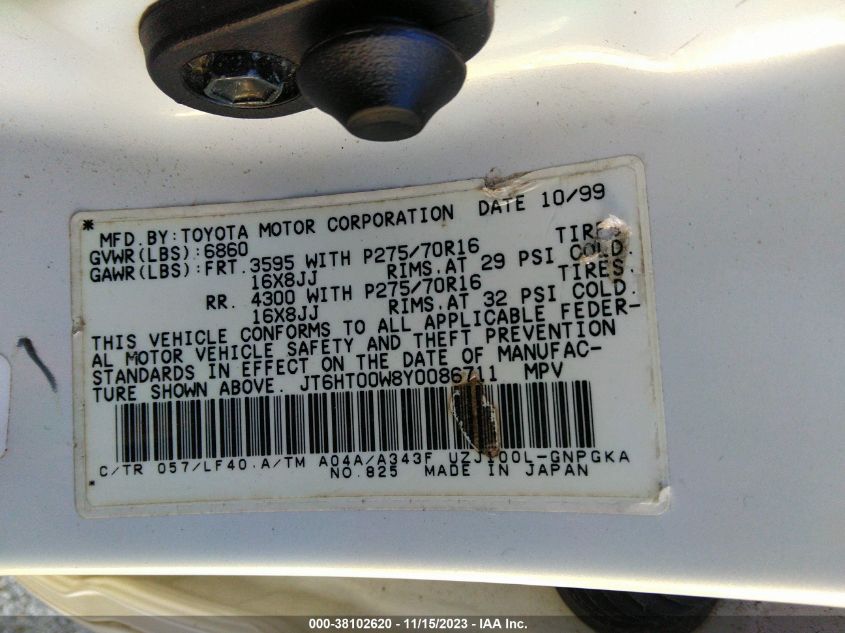 * MFD.BY:TOYOTA MOTOR CORPORATION DATE 10/99
GVWR(LBS):6860
GAWR(LBS):FRT.3595 WITH P275/70R16 TIRES.
16X8JJ RIMS.AT 29 PSI COLD.
RR. 4300 WITH P275/70R16 TIRES.
16X8JJ RIMS.AT 32 PSI COLD.
THIS VEHICLE CONFORMS TO ALL APPLICABLE FEDER-
AL MOTOR VEHICLE SAFETY AND THEFT PREVENTION
STANDARDS IN EFFECT ON THE DATE OF MANUFAC-
TURE SHOWN ABOVE. JT6HT00W8Y0086711 MPV
C/TR 057/LF40.A/TM A04A/A343F UZJ100L-GNPGKA
* NO.825 MADE IN JAPAN
000-38102620 - 11/15/2023 - IAA Inc.